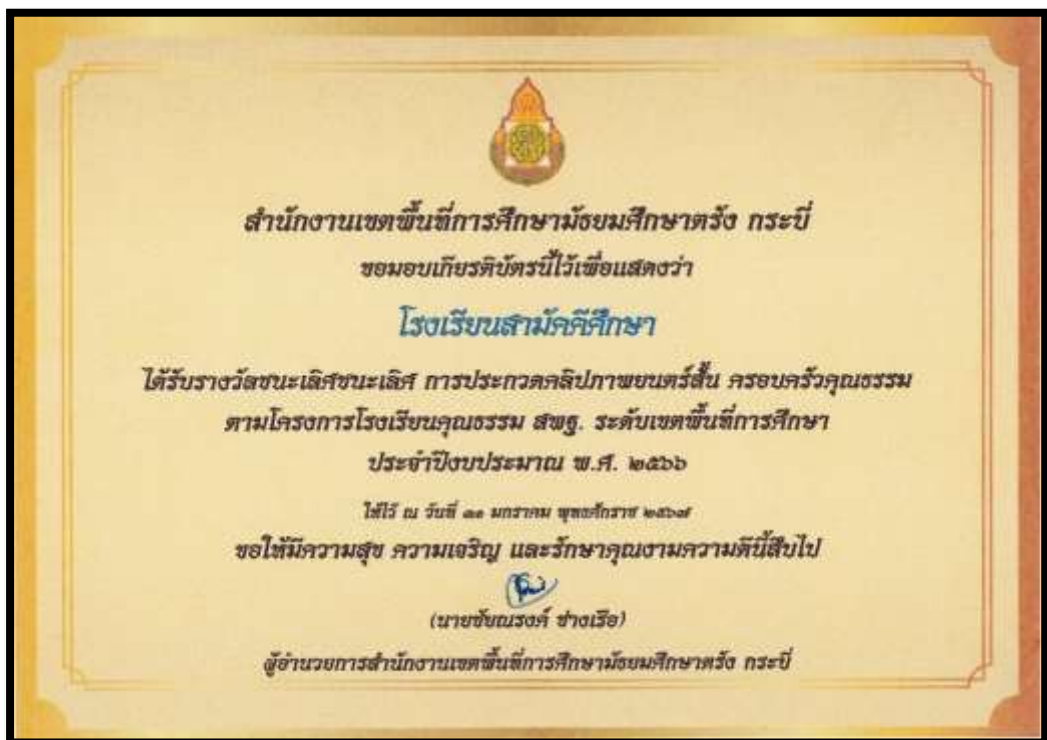 สำนักงานเขตพื้นที่การศึกษามัธยมศึกษาตรัง กระบี่
ขอมอบเกียรติบัตรนี้ไว้เพื่อแสดงว่า
โรงเรียนสามัคคีศึกษา
ได้รับรางวัลชนะเลิศชนะเลิศ การประกวดคลิปภาพยนตร์สั้น ครอบครัวคุณธรรม
ตามโครงการโรงเรียนคุณธรรม สพฐ. ระดับเขตพื้นที่การศึกษา
ประจำปีงบประมาณ พ.ศ. ๒๕๖๖
ให้ไว้ ณ วันที่ ๑๑ มกราคม พุทธศักราช ๒๕๖๗
ขอให้มีความสุข ความเจริญ และรักษาคุณงามความดีนี้สืบไป
(นายชัยณรงค์ ช่างเรือ)
ผู้อำนวยการสำนักงานเขตพื้นที่การศึกษามัธยมศึกษาตรัง กระบี่